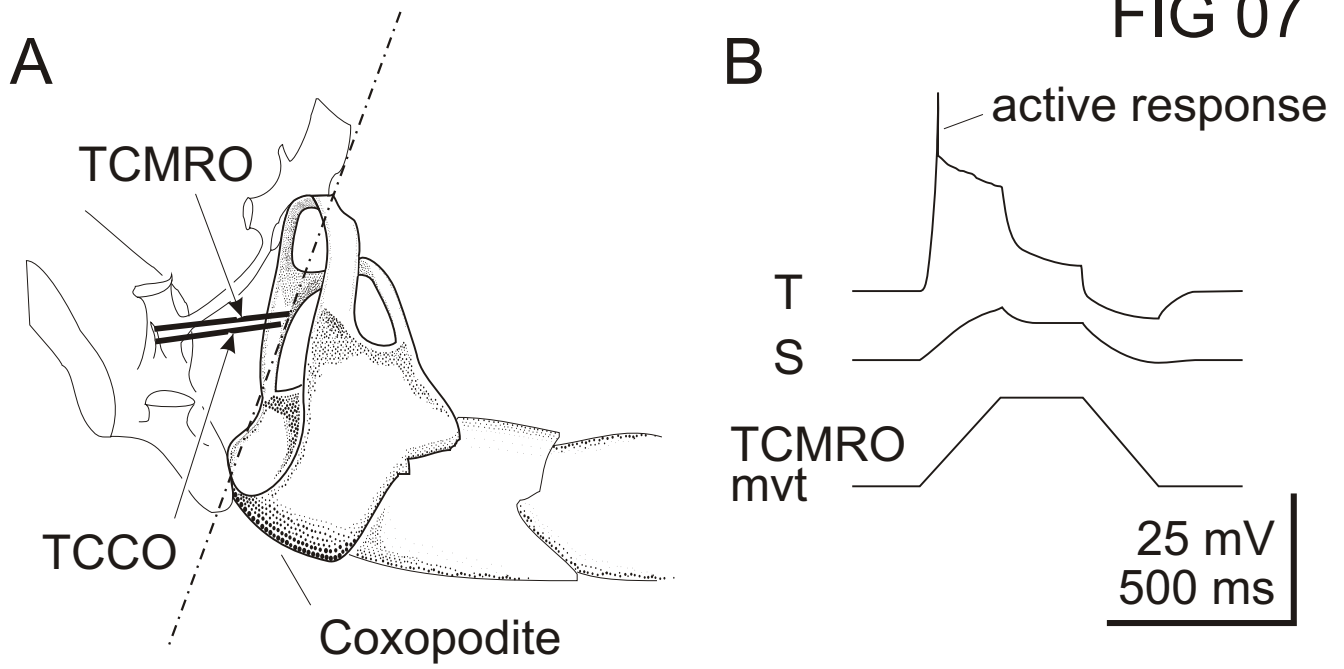 FIG 07
A
TCMRO
TCCO
Coxopodite
B
active response
T
S
TCMRO
mvt
25 mV
500 ms